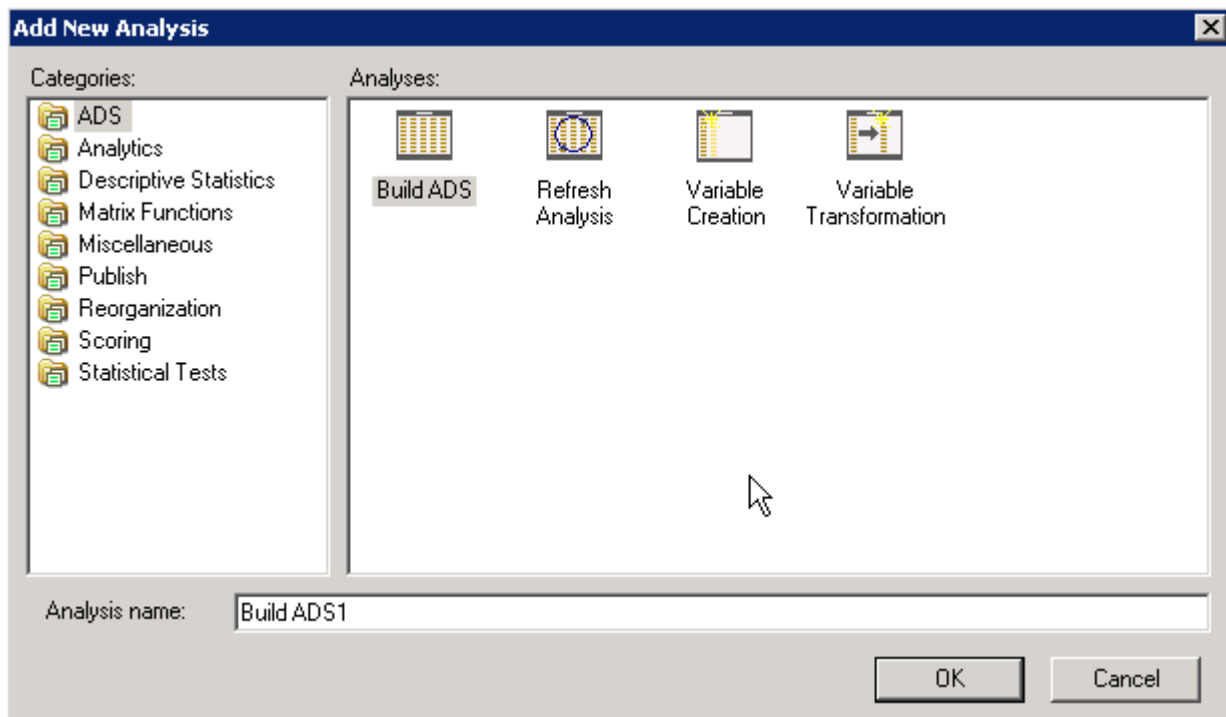 Add New Analysis
Categories:
Analyses:
ADS
Analytics
Descriptive Statistics
Matrix Functions
Miscellaneous
Publish
Reorganization
Scoring
Statistical Tests
Build ADS
Refresh
Analysis
Variable
Creation
Variable
Transformation
Analysis name:
Build ADS1
OK
Cancel